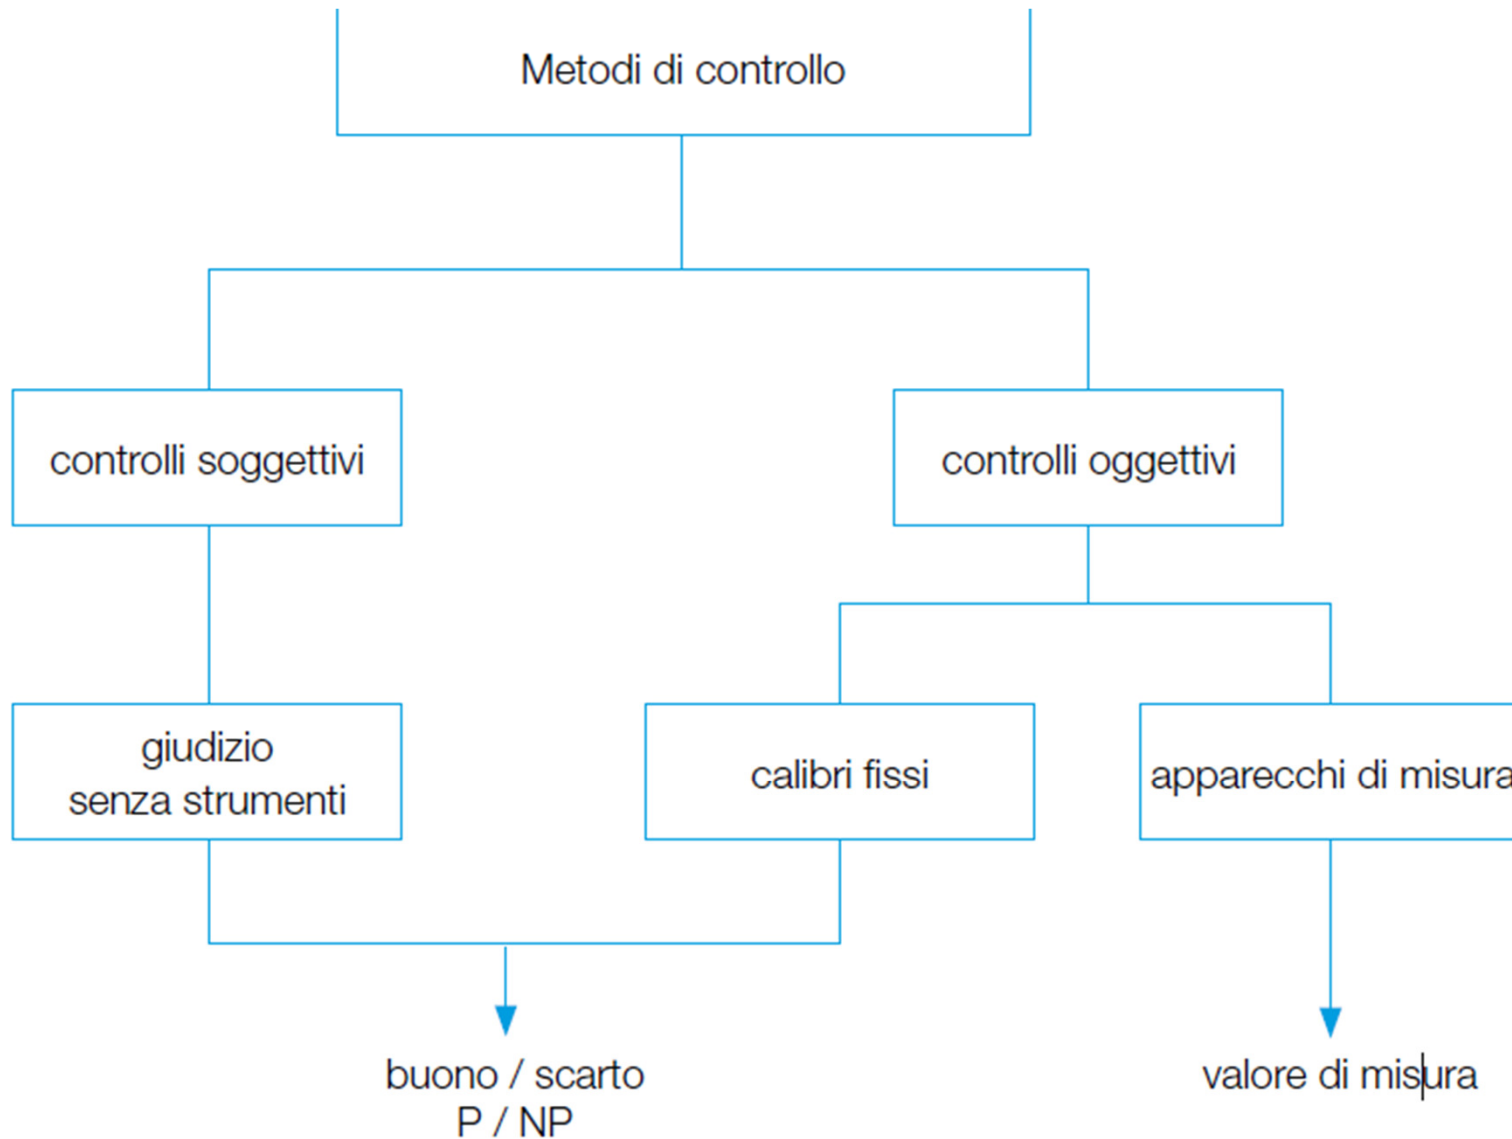 Metodi di controllo
controlli soggettivi
controlli oggettivi
giudizio
senza strumenti
calibri fissi
apparecchi di misura
buono / scarto
P / NP
valore di misura